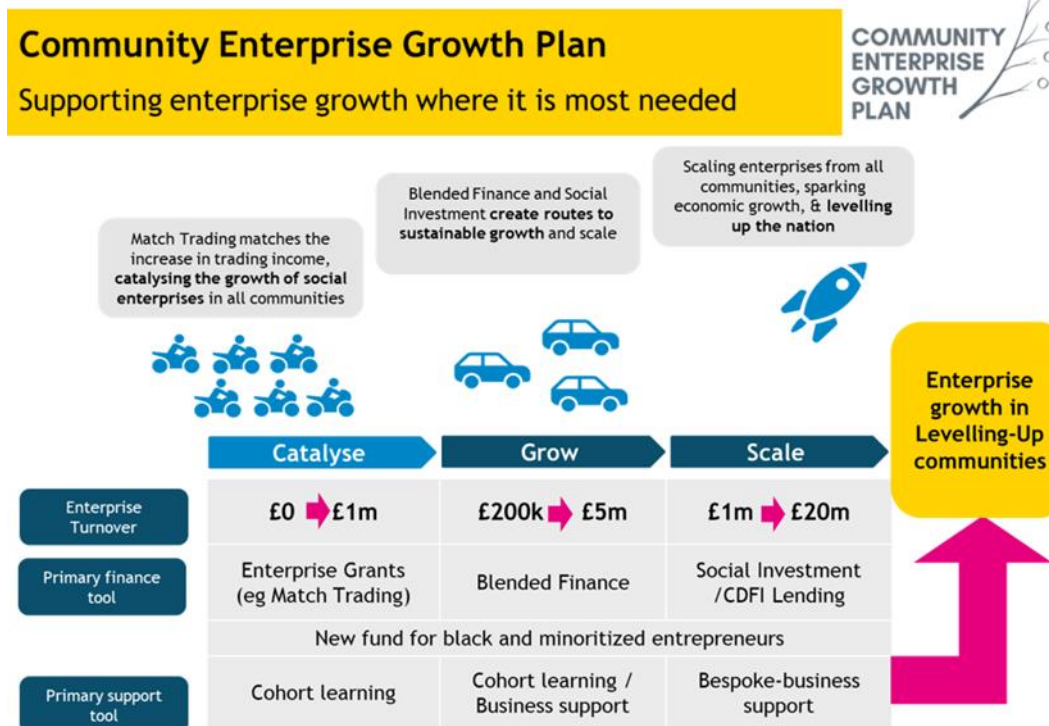 Community Enterprise Growth Plan
Supporting enterprise growth where it is most needed
COMMUNITY
ENTERPRISE
GROWTH
PLAN
Match Trading matches the
increase in trading income,
catalysing the growth of social
enterprises in all communities
Blended Finance and Social
Investment create routes to
sustainable growth and scale
Scaling enterprises from all
communities, sparking
economic growth, & levelling
up the nation
Enterprise
growth in
Levelling-Up
communities
Catalyse
Grow
Scale
Enterprise
Turnover
£0 £1m
£200k £5m
£1m £20m
Primary finance
tool
Enterprise Grants
(eg Match Trading)
Blended Finance
Social Investment
/CDFI Lending
New fund for black and minoritized entrepreneurs
Primary support
tool
Cohort learning
Cohort learning /
Business support
Bespoke-business
support